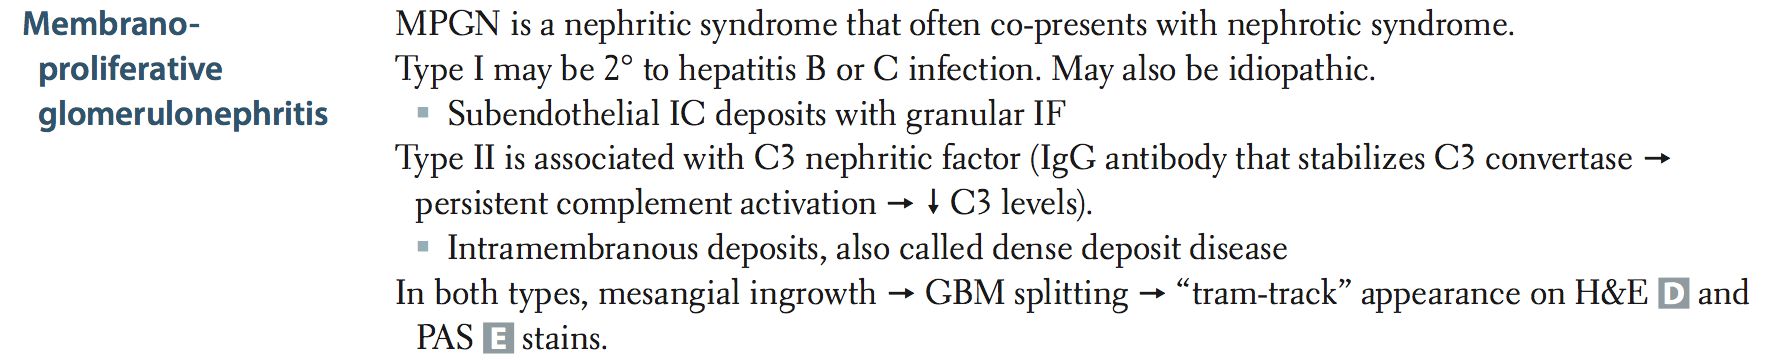 Membrano-
proliferative
glomerulonephritis
MPGN is a nephritic syndrome that often co-presents with nephrotic syndrome.
Type I may be 2° to hepatitis B or C infection. May also be idiopathic.
▪ Subendothelial IC deposits with granular IF
Type II is associated with C3 nephritic factor (IgG antibody that stabilizes C3 convertase →
persistent complement activation → ↓ C3 levels).
▪ Intramembranous deposits, also called dense deposit disease
In both types, mesangial ingrowth → GBM splitting → “tram-track” appearance on H&E D and
PAS E stains.